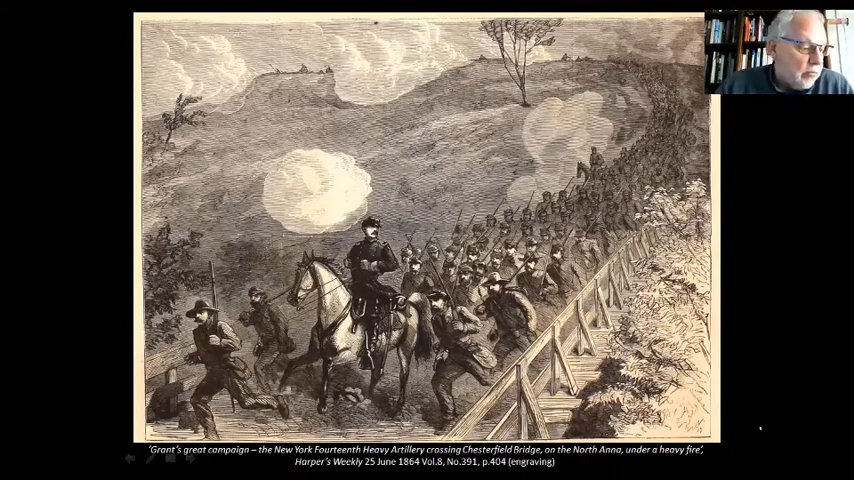 'Grant's great campaign – the New York Fourteenth Heavy Artillery crossing Chesterfield Bridge, on the North Anna, under a heavy fire',
Harper's Weekly 25 June 1864 Vol.8, No.391, p.404 (engraving)